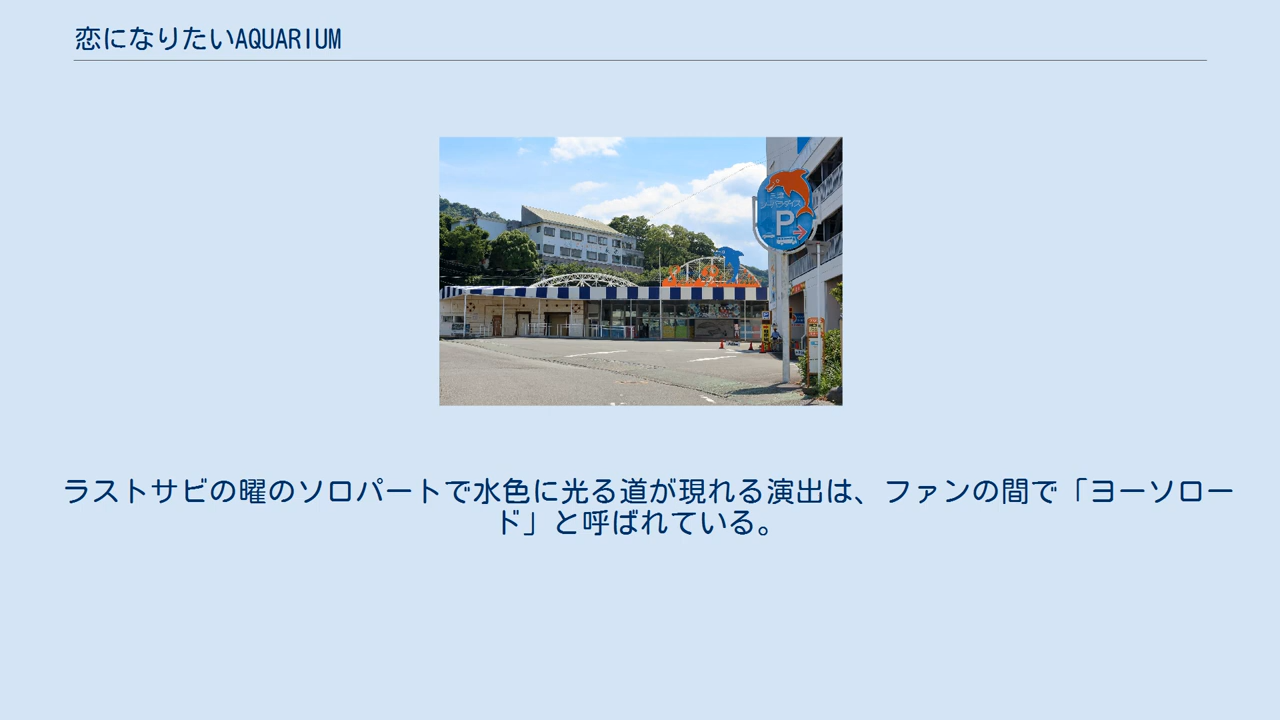 恋になりたいAQUARIUM
P
ラストサビの曜のソロパートで水色に光る道が現れる演出は、ファンの間で「ヨーソロー
ド」と呼ばれている。